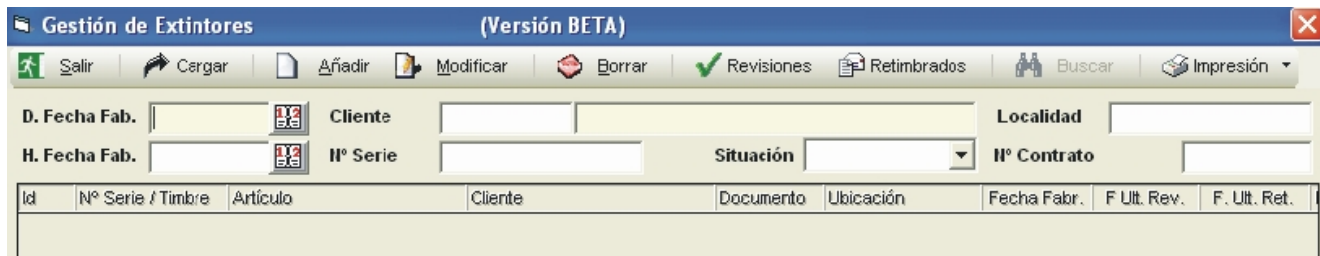 Gestión de Extintores (Versión BETA)
Salir Cargar Añadir Modificar Borrar Revisiones Retimbrados Buscar Impresión
D. Fecha Fab. Cliente Localidad
H. Fecha Fab. Nº Serie Situación Nº Contrato
Id Nº Serie / Timbre Artículo Cliente Documento Ubicación Fecha Fabr. F Ult. Rev. F. Ult. Ret.